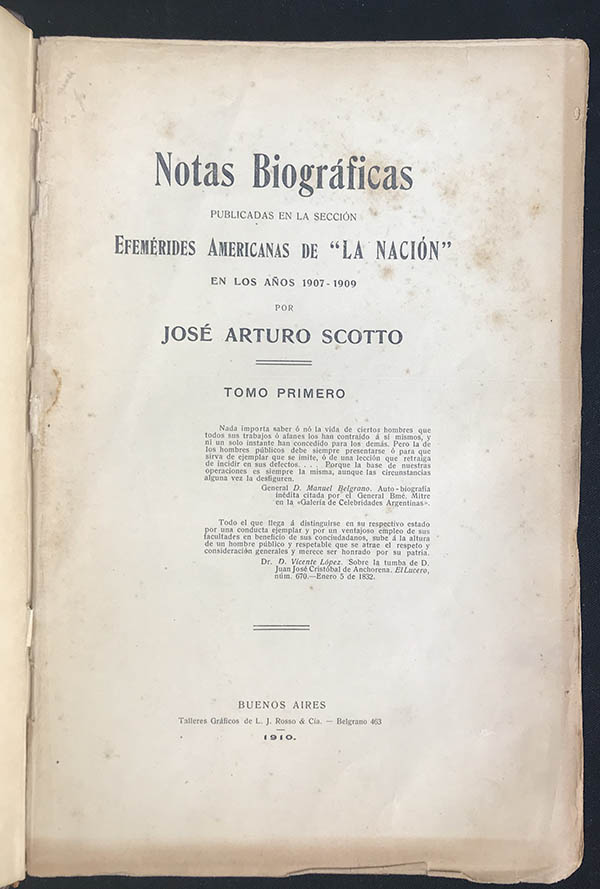 Notas Biográficas
PUBLICADAS EN LA SECCIÓN
EFEMÉRIDES AMERICANAS DE "LA NACIÓN"
EN LOS AÑOS 1907-1909
POR
JOSÉ ARTURO SCOTTO
TOMO PRIMERO
Nada importa saber ó nó la vida de ciertos hombres que
todos sus trabajos ó afanes los han contraído á sí mismos, y
ni un solo instante han concedido para los demás. Pero la de
los hombres públicos debe siempre presentarse ó para que
sirva de ejemplar que se imite, ó de una lección que retraiga
de incidir en sus defectos.... Porque la base de nuestras
operaciones es siempre la misma, aunque las circunstancias
alguna vez la desfiguren.
General D. Manuel Belgrano. Auto-biografía
inédita citada por el General Bmé. Mitre
en la «Galería de Celebridades Argentinas».
Todo el que llega á distinguirse en su respectivo estado
por una conducta ejemplar y por un ventajoso empleo de sus
facultades en beneficio de sus conciudadanos, sube á la altura
de un hombre público y respetable que se atrae el respeto y
consideración generales y merece ser honrado por su patria.
Dr. D. Vicente López. Sobre la tumba de D.
Juan José Cristóbal de Anchorena. El Lucero,
núm. 670.—Enero 5 de 1832.
BUENOS AIRES
Talleres Gráficos de L. J. Rosso & Cía. — Belgrano 463
1910.